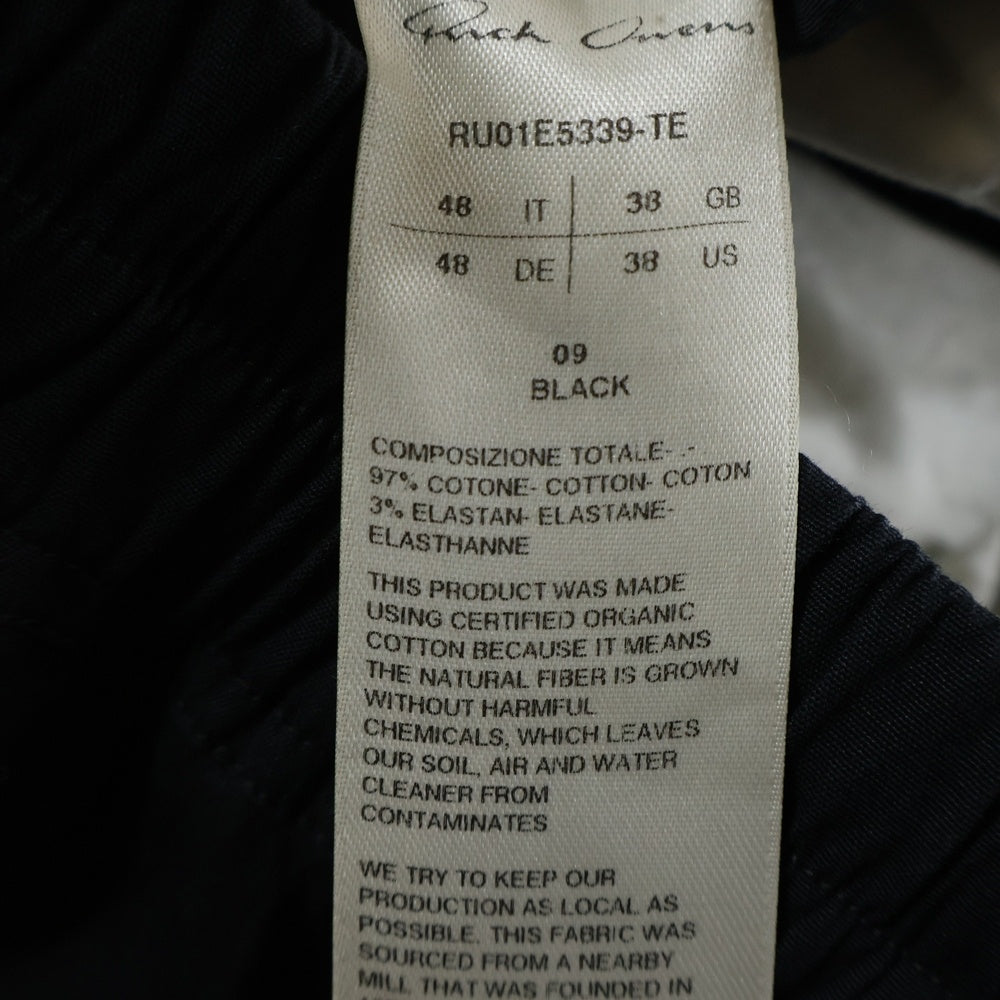 Rick Owens
RU01E5339-TE
48 IT 38 GB
48 DE 38 US
09
BLACK
COMPOSIZIONE TOTALE- -
97% COTONE- COTTON- COTON
3% ELASTAN- ELASTANE-
ELASTHANNE
THIS PRODUCT WAS MADE
USING CERTIFIED ORGANIC
COTTON BECAUSE IT MEANS
THE NATURAL FIBER IS GROWN
WITHOUT HARMFUL
CHEMICALS, WHICH LEAVES
OUR SOIL, AIR AND WATER
CLEANER FROM
CONTAMINATES
WE TRY TO KEEP OUR
PRODUCTION AS LOCAL AS
POSSIBLE. THIS FABRIC WAS
SOURCED FROM A NEARBY
MILL THAT WAS FOUNDED IN